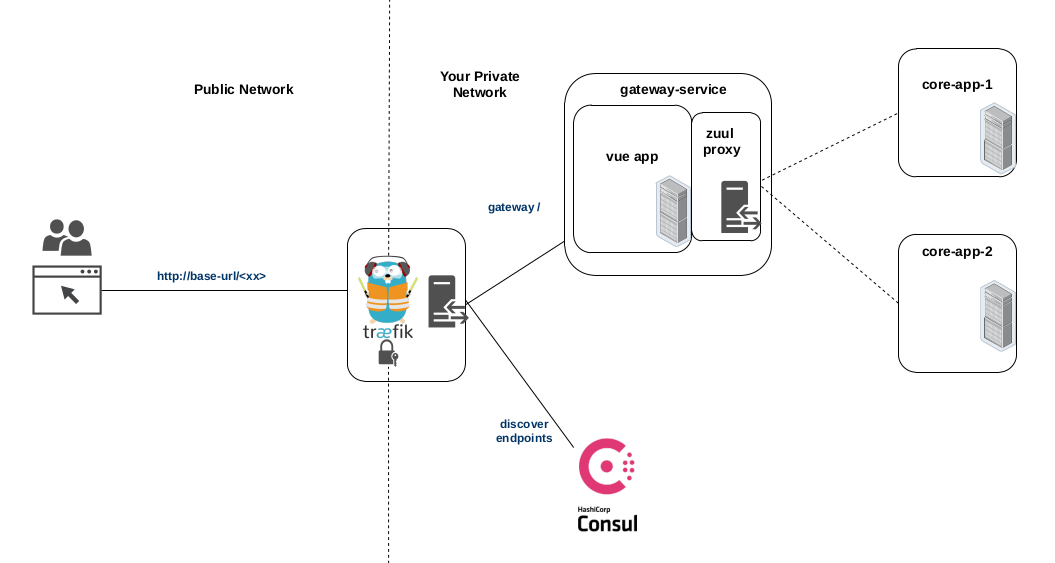 Public Network
Your Private
Network
gateway-service
vue app
zuul
proxy
core-app-1
core-app-2
gateway /
http://base-url/<xx>
træfik
discover
endpoints
HashiCorp
Consul